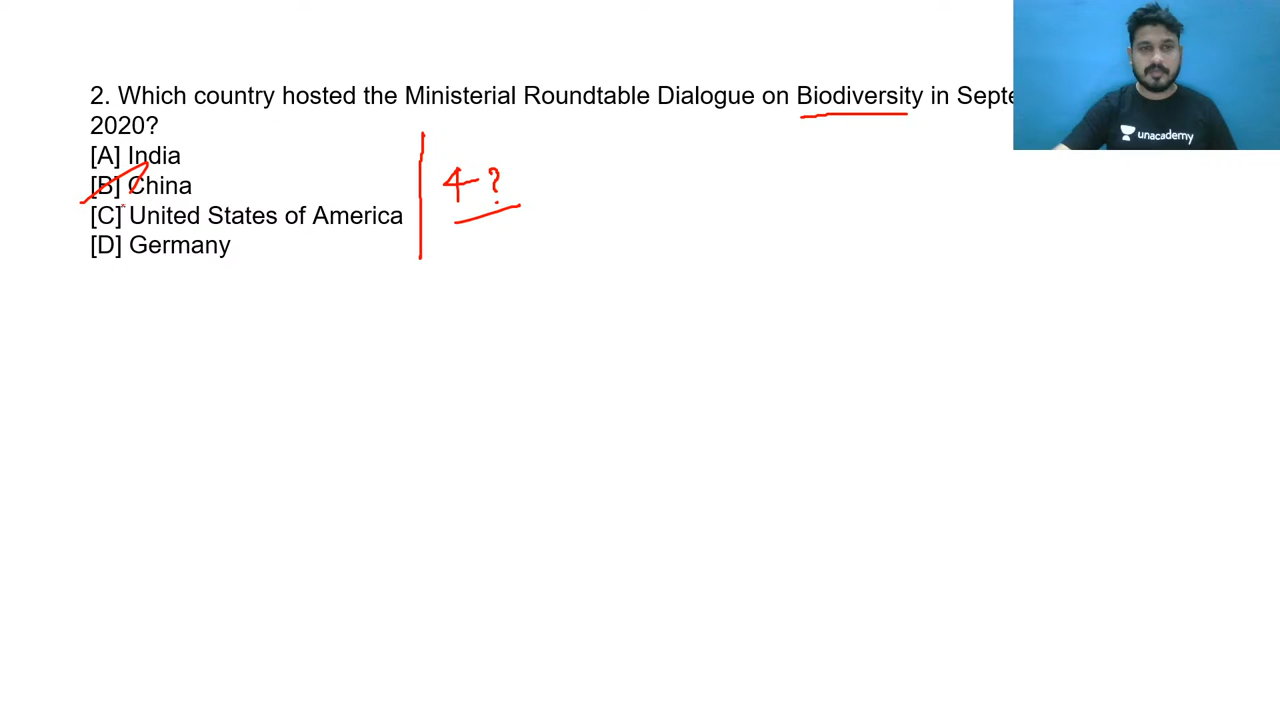 2. Which country hosted the Ministerial Roundtable Dialogue on Biodiversity in
2020?
[A] India
[B] China
[C] United States of America
[D] Germany
4 ?
unacademy